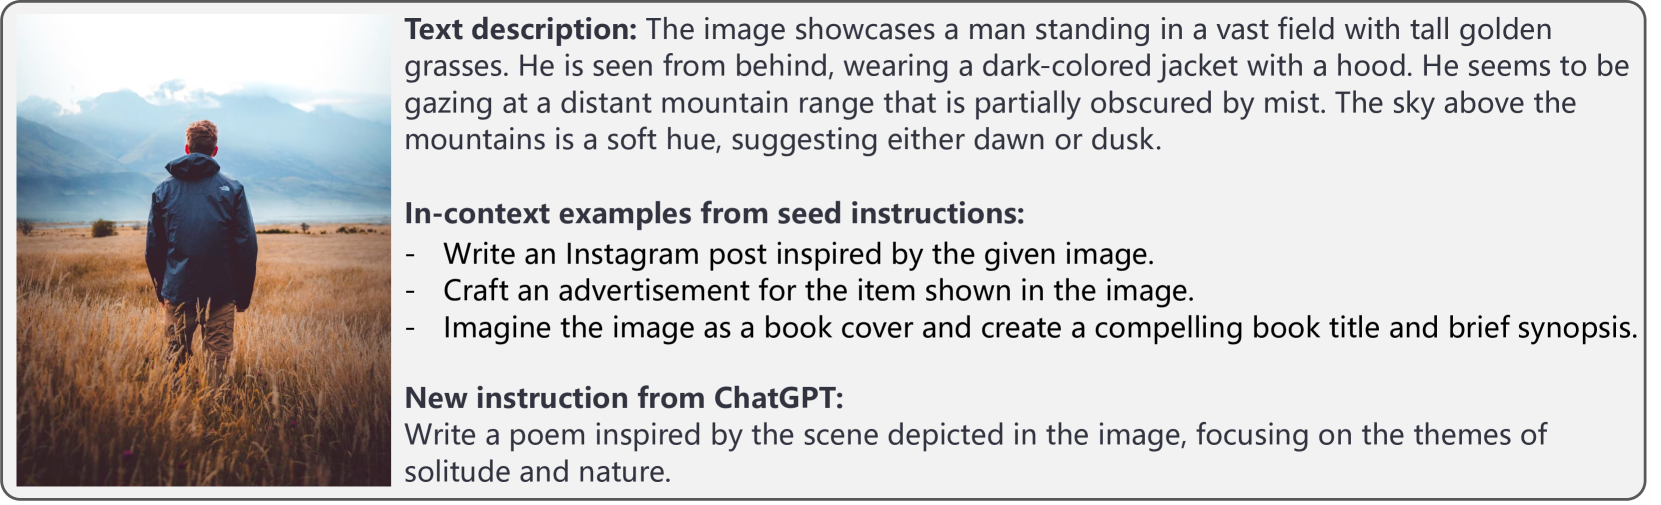 Text description: The image showcases a man standing in a vast field with tall golden
grasses. He is seen from behind, wearing a dark-colored jacket with a hood. He seems to be
gazing at a distant mountain range that is partially obscured by mist. The sky above the
mountains is a soft hue, suggesting either dawn or dusk.
In-context examples from seed instructions:
- Write an Instagram post inspired by the given image.
- Craft an advertisement for the item shown in the image.
- Imagine the image as a book cover and create a compelling book title and brief synopsis.
New instruction from ChatGPT:
Write a poem inspired by the scene depicted in the image, focusing on the themes of
solitude and nature.